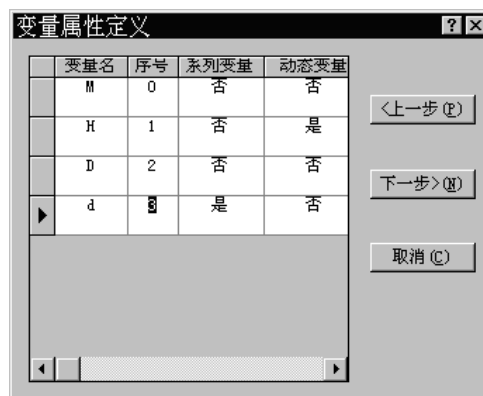 变量属性定义
变量名 序号 系列变量 动态变量
M 0 否 否
H 1 否 是
D 2 否 否
d 3 是 否
<上一步(P)
下一步>(N)
取消(C)